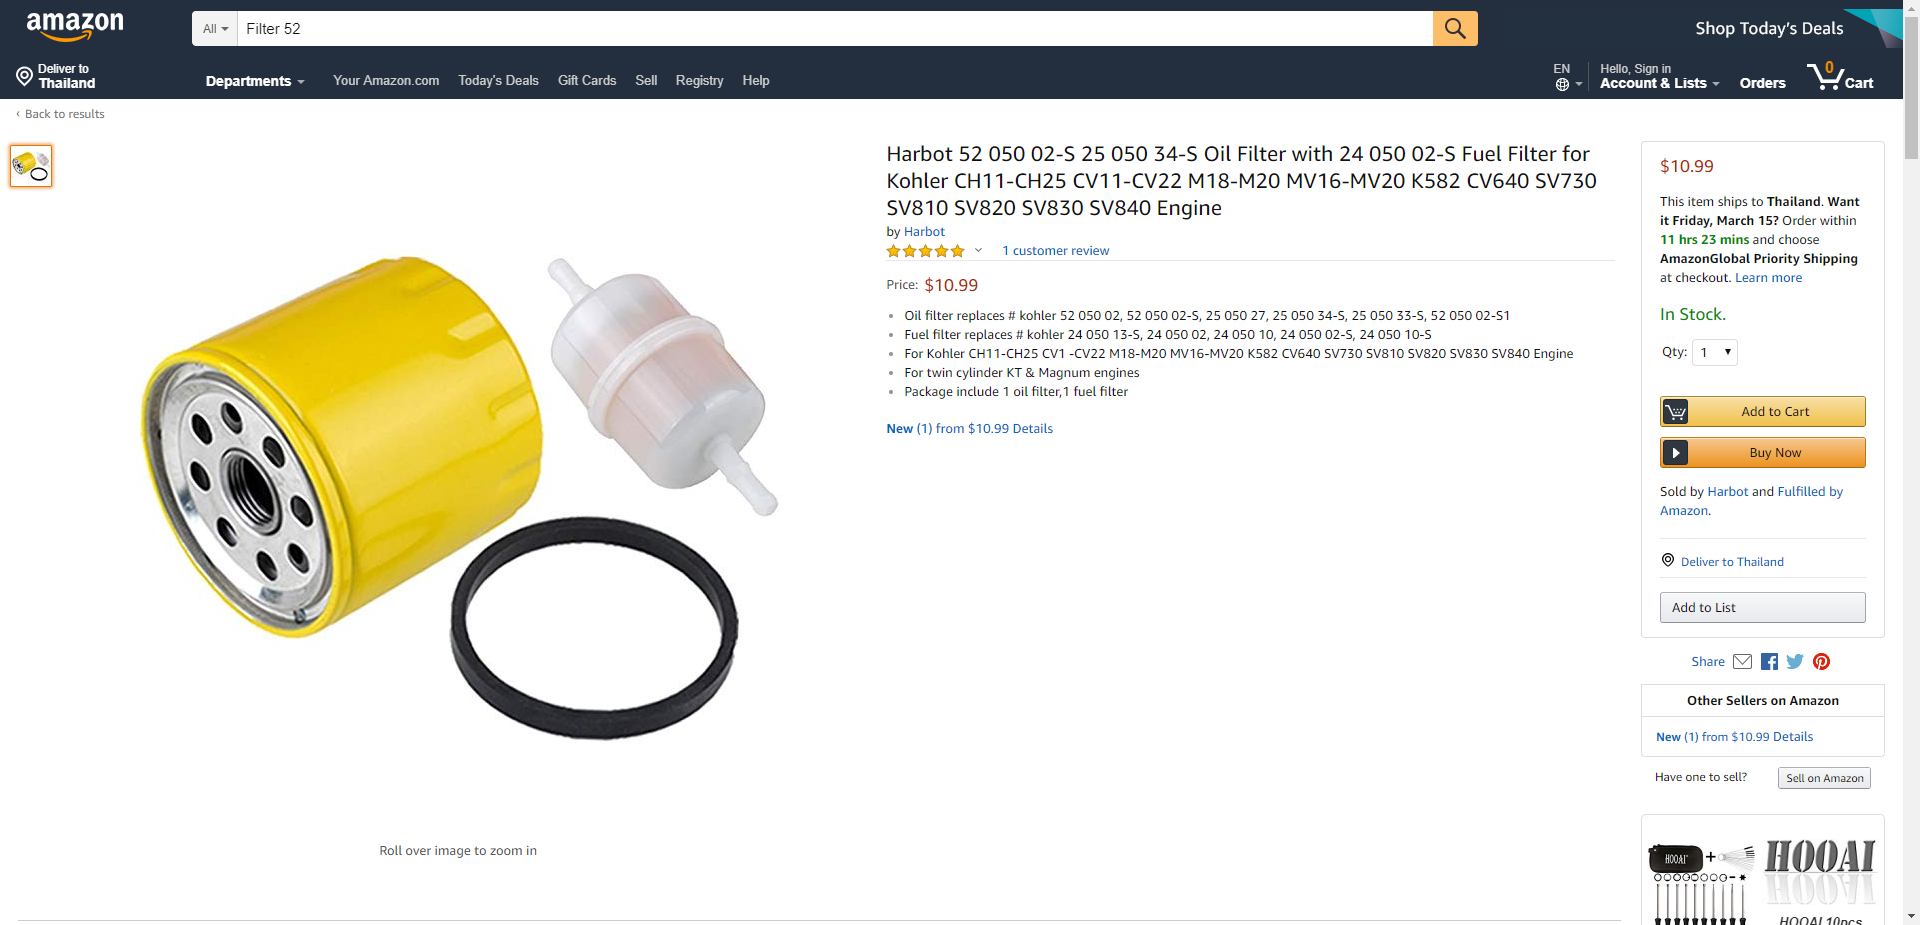 amazon
All
Filter 52
Shop Today's Deals
Deliver to
Thailand
Departments
Your Amazon.com
Today's Deals
Gift Cards
Sell
Registry
Help
EN
Hello, Sign in
Account & Lists
Orders
0
Cart
‹ Back to results
Harbot 52 050 02-S 25 050 34-S Oil Filter with 24 050 02-S Fuel Filter for
Kohler CH11-CH25 CV11-CV22 M18-M20 MV16-MV20 K582 CV640 SV730
SV810 SV820 SV830 SV840 Engine
by Harbot
1 customer review
Price: $10.99
• Oil filter replaces # kohler 52 050 02, 52 050 02-S, 25 050 27, 25 050 34-S, 25 050 33-S, 52 050 02-S1
• Fuel filter replaces # kohler 24 050 13-S, 24 050 02, 24 050 10, 24 050 02-S, 24 050 10-S
• For Kohler CH11-CH25 CV1 -CV22 M18-M20 MV16-MV20 K582 CV640 SV730 SV810 SV820 SV830 SV840 Engine
• For twin cylinder KT & Magnum engines
• Package include 1 oil filter,1 fuel filter
New (1) from $10.99 Details
Roll over image to zoom in
$10.99
This item ships to Thailand. Want
it Friday, March 15? Order within
11 hrs 23 mins and choose
AmazonGlobal Priority Shipping
at checkout. Learn more
In Stock.
Qty: 1
Add to Cart
Buy Now
Sold by Harbot and Fulfilled by
Amazon.
Deliver to Thailand
Add to List
Share
Other Sellers on Amazon
New (1) from $10.99 Details
Have one to sell?
Sell on Amazon
HOOAI
HOOAI
HOOAI 10pcs